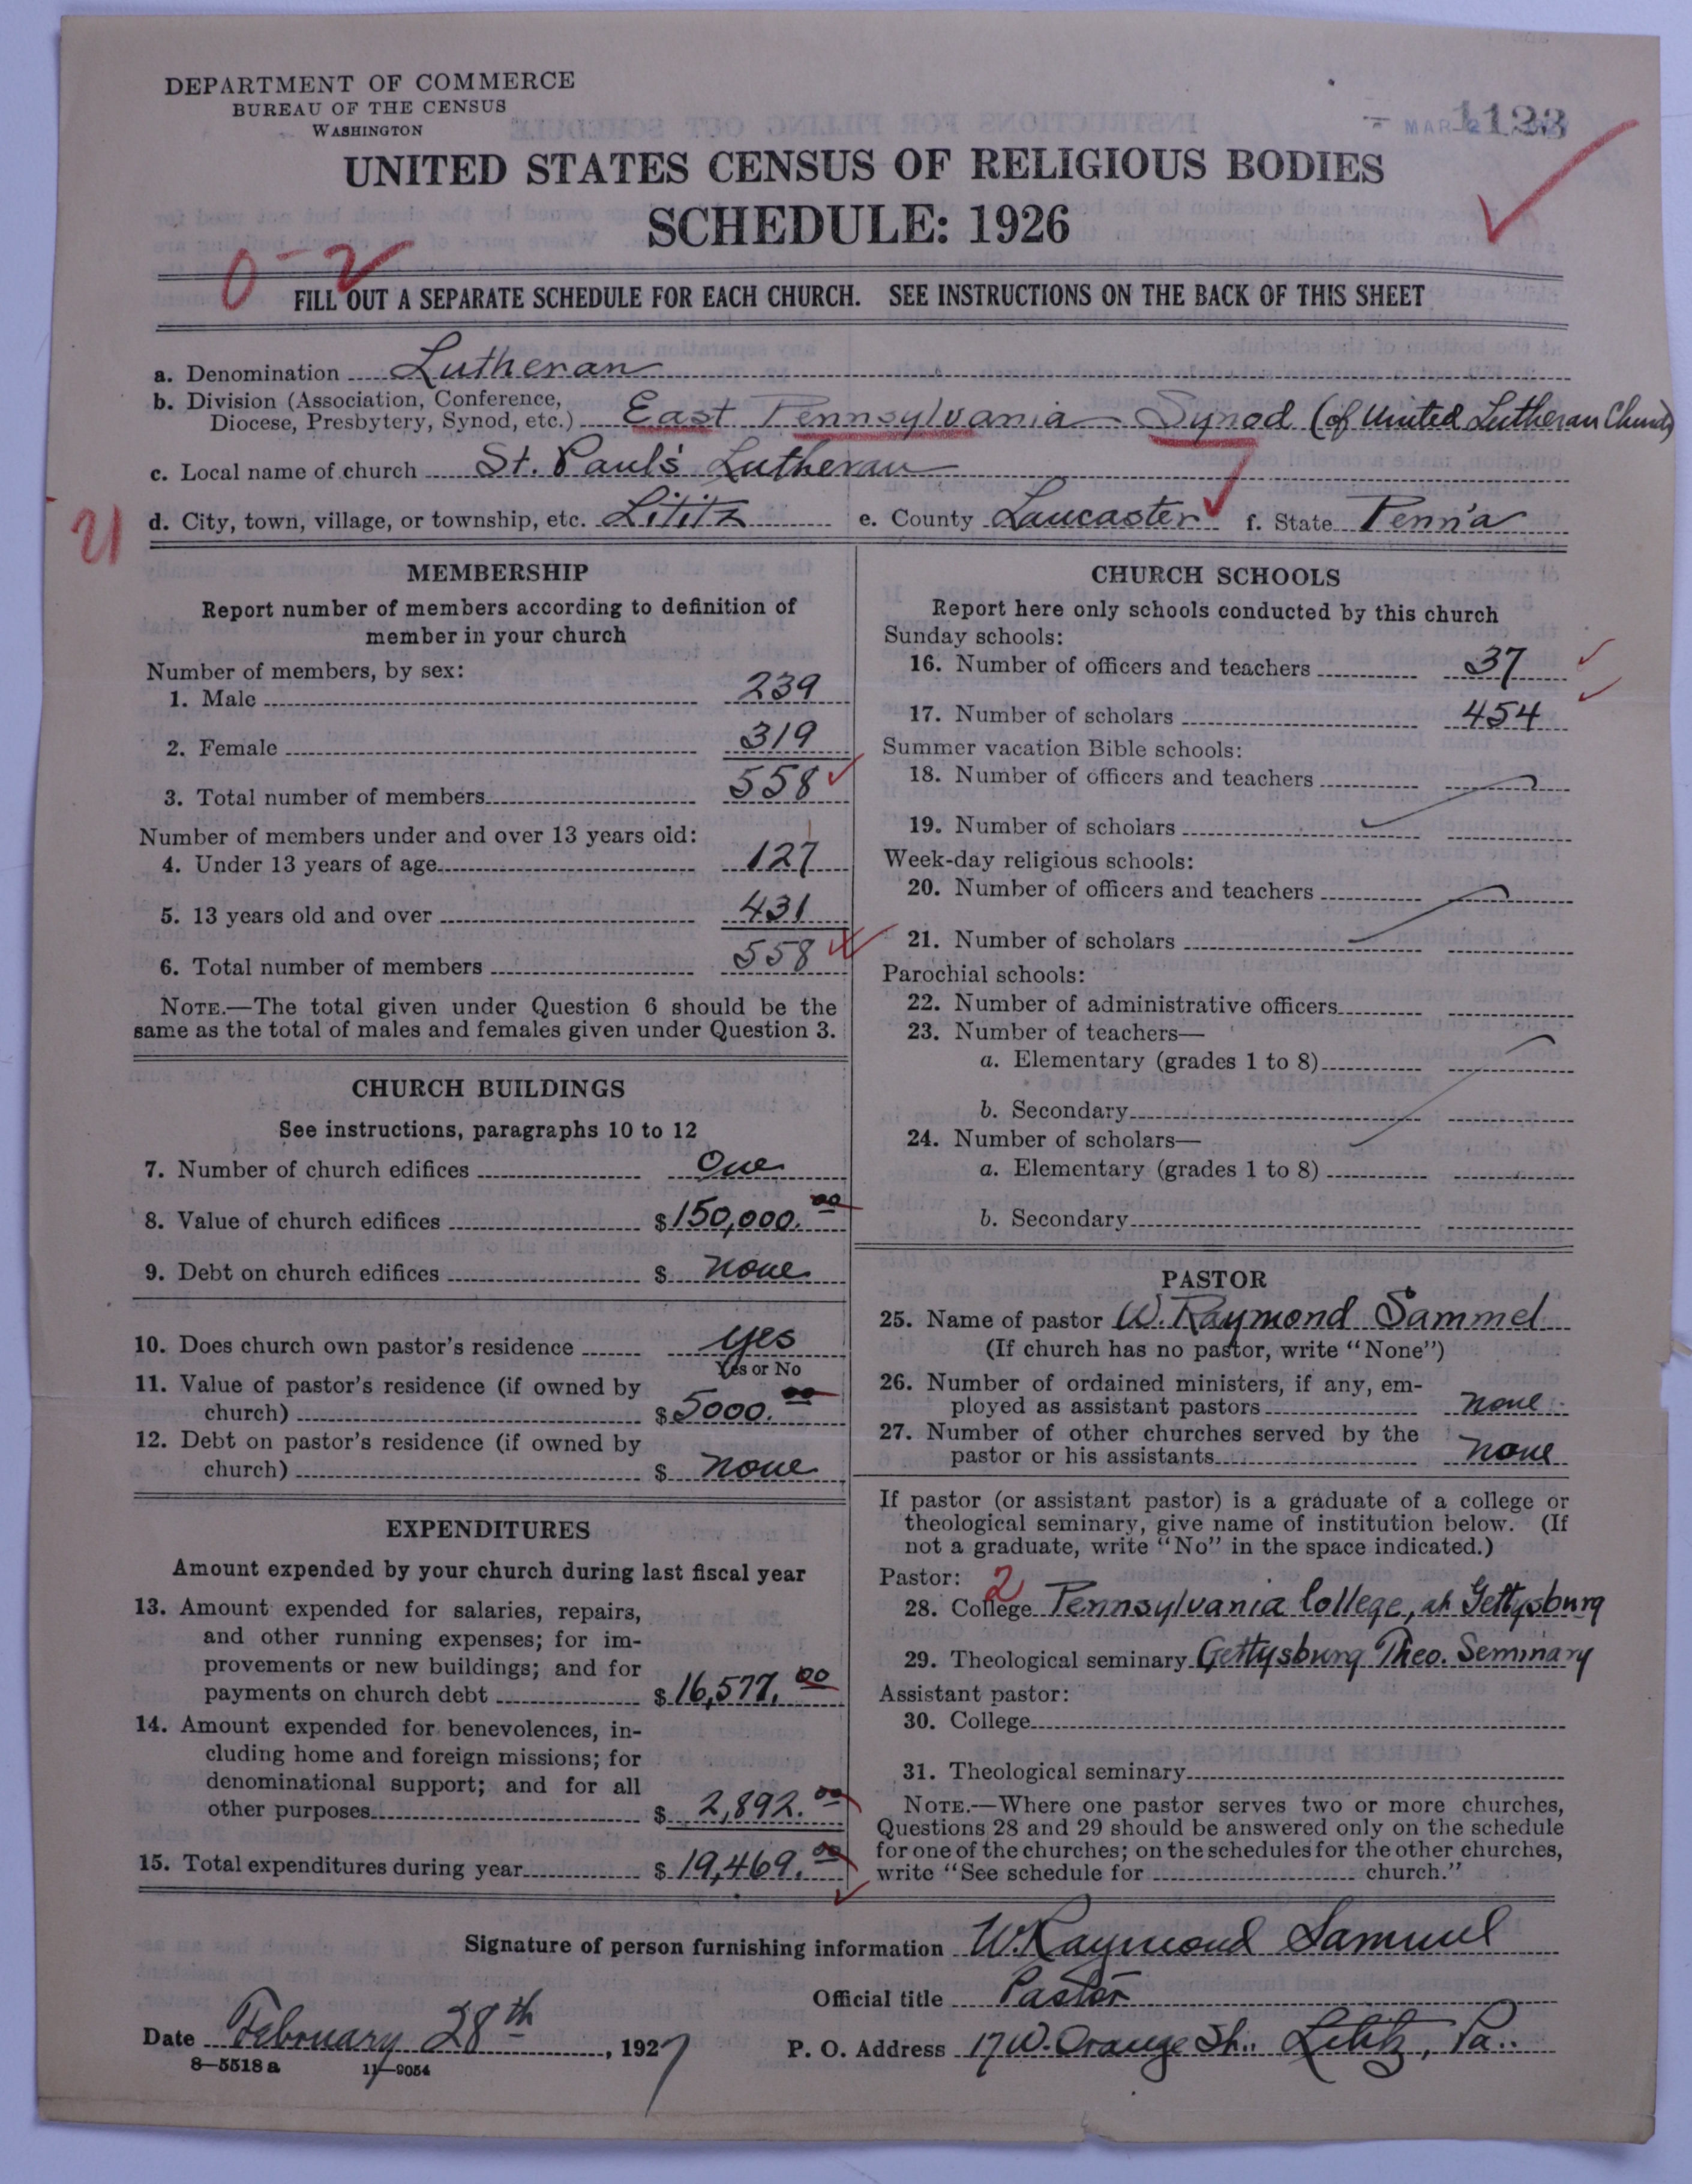 DEPARTMENT OF COMMERCE
BUREAU OF THE CENSUS
WASHINGTON
1123
MAR 2
UNITED STATES CENSUS OF RELIGIOUS BODIES
SCHEDULE: 1926
0-2
FILL OUT A SEPARATE SCHEDULE FOR EACH CHURCH. SEE INSTRUCTIONS ON THE BACK OF THIS SHEET
a. Denomination Lutheran
b. Division (Association, Conference,
Diocese, Presbytery, Synod, etc.) East Pennsylvania Synod (of United Lutheran Church)
c. Local name of church St. Paul's Lutheran
21
d. City, town, village, or township, etc. Lititz e. County Lancaster f. State Penn'a
MEMBERSHIP
Report number of members according to definition of
member in your church
Number of members, by sex:
1. Male 239
2. Female 319
3. Total number of members 558
Number of members under and over 13 years old:
4. Under 13 years of age 127
5. 13 years old and over 431
6. Total number of members 558
NOTE.—The total given under Question 6 should be the
same as the total of males and females given under Question 3.
CHURCH BUILDINGS
See instructions, paragraphs 10 to 12
7. Number of church edifices One
8. Value of church edifices $150,000.00
9. Debt on church edifices $ none
10. Does church own pastor's residence yes
Yes or No
11. Value of pastor's residence (if owned by
church) $5000.00
12. Debt on pastor's residence (if owned by
church) $ none
EXPENDITURES
Amount expended by your church during last fiscal year
13. Amount expended for salaries, repairs,
and other running expenses; for im-
provements or new buildings; and for
payments on church debt $16,577.00
14. Amount expended for benevolences, in-
cluding home and foreign missions; for
denominational support; and for all
other purposes $ 2,892.00
15. Total expenditures during year $19,469.00
CHURCH SCHOOLS
Report here only schools conducted by this church
Sunday schools:
16. Number of officers and teachers 37
17. Number of scholars 454
Summer vacation Bible schools:
18. Number of officers and teachers
19. Number of scholars
Week-day religious schools:
20. Number of officers and teachers
21. Number of scholars
Parochial schools:
22. Number of administrative officers
23. Number of teachers—
a. Elementary (grades 1 to 8)
b. Secondary
24. Number of scholars—
a. Elementary (grades 1 to 8)
b. Secondary
PASTOR
25. Name of pastor W. Raymond Sammel
(If church has no pastor, write "None")
26. Number of ordained ministers, if any, em-
ployed as assistant pastors none
27. Number of other churches served by the
pastor or his assistants none
If pastor (or assistant pastor) is a graduate of a college or
theological seminary, give name of institution below. (If
not a graduate, write "No" in the space indicated.)
Pastor: 2
28. College Pennsylvania College, at Gettysburg
29. Theological seminary Gettysburg Theo. Seminary
Assistant pastor:
30. College
31. Theological seminary
NOTE.—Where one pastor serves two or more churches,
Questions 28 and 29 should be answered only on the schedule
for one of the churches; on the schedules for the other churches,
write "See schedule for church."
Signature of person furnishing information W. Raymond Sammel
Official title Pastor
Date February 28th, 1927 P. O. Address 17 W. Orange St., Lititz, Pa.
8—5518a 11—9054